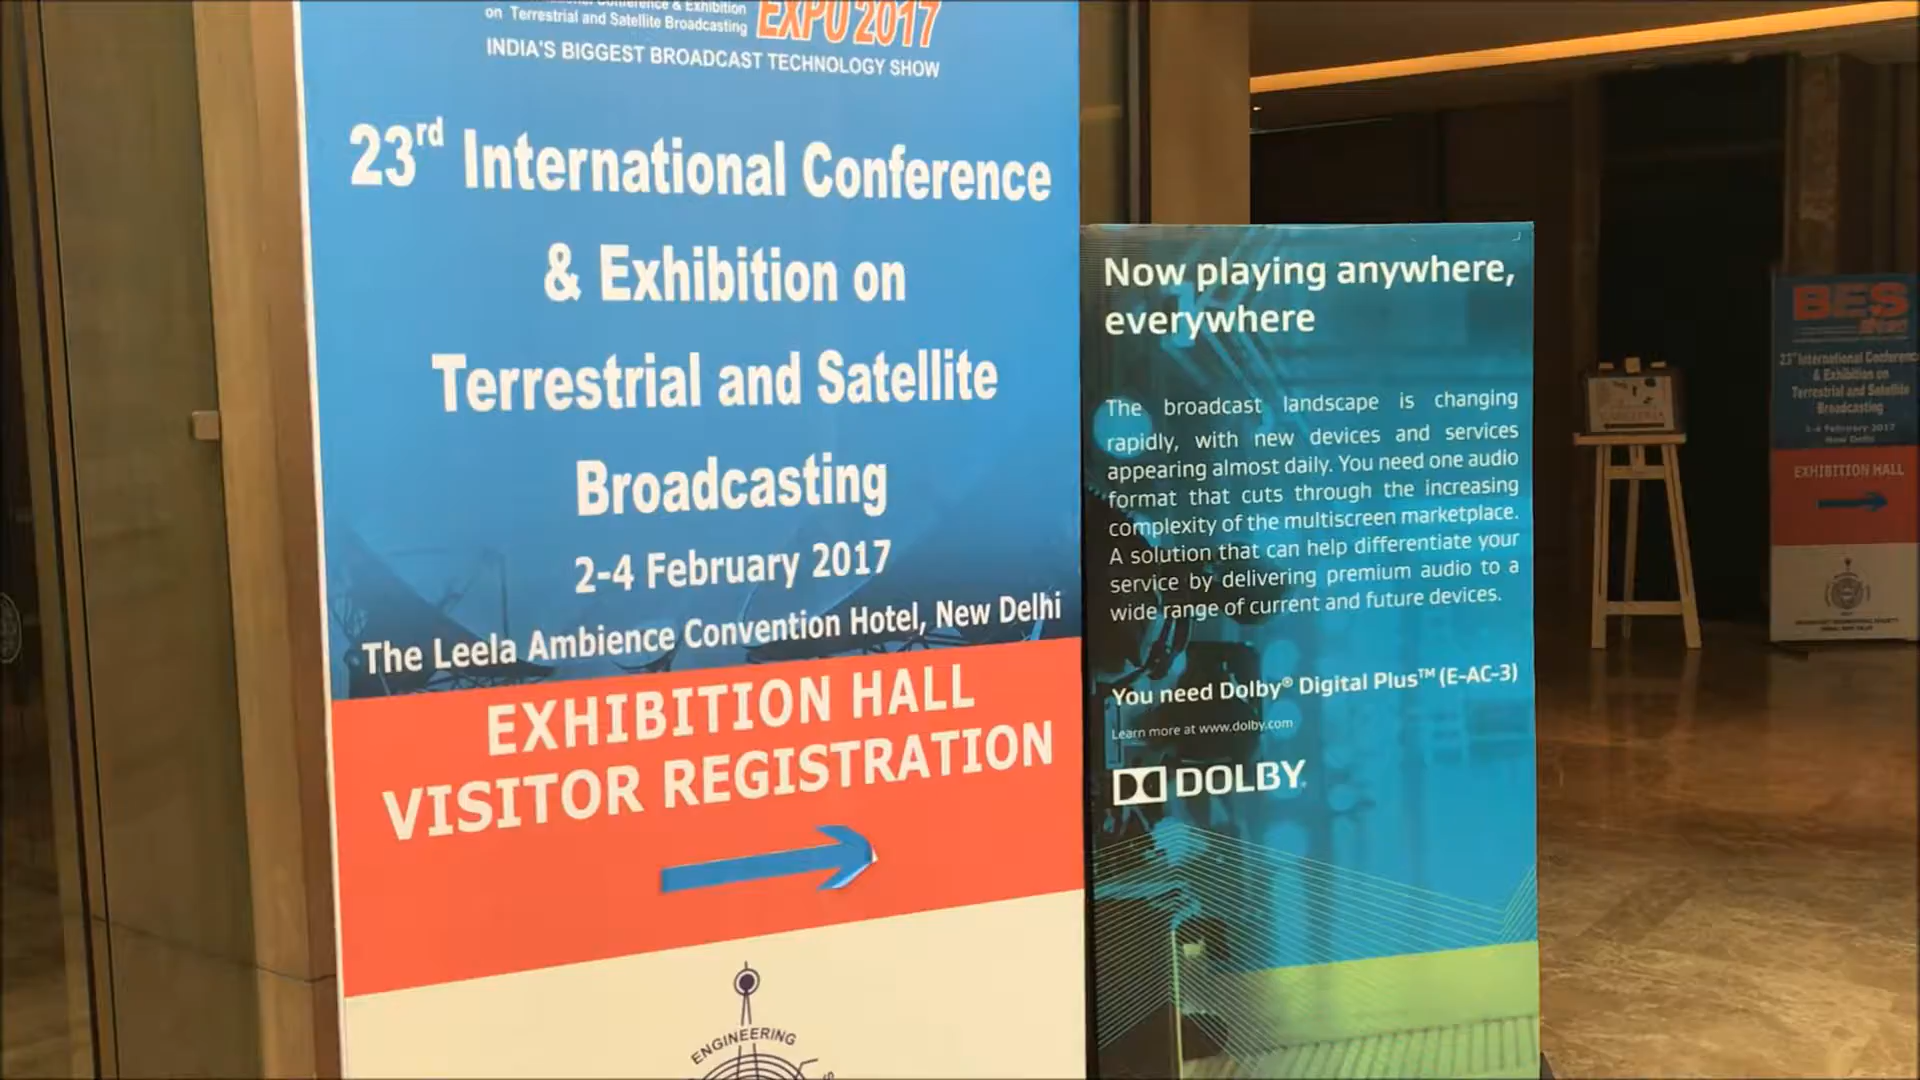 Conference & Exhibition
on Terrestrial and Satellite Broadcasting
EXPO 2017
INDIA'S BIGGEST BROADCAST TECHNOLOGY SHOW
23rd International Conference
& Exhibition on
Terrestrial and Satellite
Broadcasting
2-4 February 2017
The Leela Ambience Convention Hotel, New Delhi
EXHIBITION HALL
VISITOR REGISTRATION
ENGINEERING
Now playing anywhere,
everywhere
The broadcast landscape is changing
rapidly, with new devices and services
appearing almost daily. You need one audio
format that cuts through the increasing
complexity of the multiscreen marketplace.
A solution that can help differentiate your
service by delivering premium audio to a
wide range of current and future devices.
You need Dolby® Digital Plus™ (E-AC-3)
Learn more at www.dolby.com
DOLBY
BES
23rd International Conference
& Exhibition on
Terrestrial and Satellite
Broadcasting
2-4 February 2017
New Delhi
EXHIBITION HALL